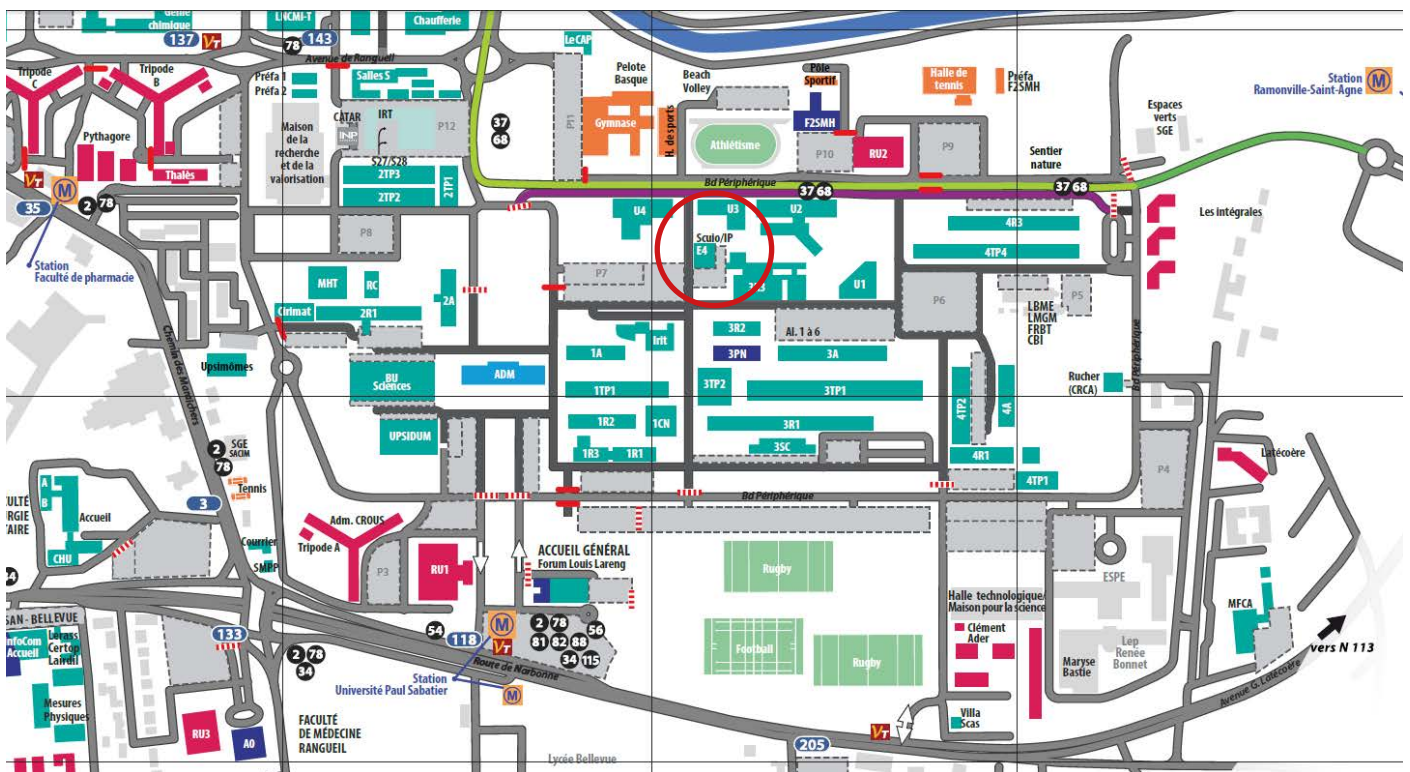 Génie
chimique
LNCMI-T
Chaufferie
137
VT
78
143
Avenue de Rangueil
Le CAP
Tripode
C
Tripode
B
Préfa 1
Préfa 2
Salles S
Pelote
Basque
Beach
Volley
Pôle
Sportif
Halle de
tennis
Préfa
F2SMH
Station
Ramonville-Saint-Agne
M
Espaces
verts
SGE
Pythagore
Maison
de la
recherche
et de la
valorisation
CATAR
INP
IRT
P12
37
68
P11
Gymnase
H. de sports
Athlétisme
F2SMH
P10
RU2
P9
Sentier
nature
S27/S28
Thalès
2TP3
2TP2
2TP1
Bd Périphérique
37 68
37 68
VT
M
35
2
78
U4
U3
U2
4R3
Les intégrales
P8
Scuio/IP
E4
4TP4
Station
Faculté de pharmacie
MHT
RC
2A
P7
U1
P6
P5
Cirimat
2R1
LBME
LMGM
FRBT
CBI
Irit
3R2
Al. 1 à 6
Bd Périphérique
Chemin des Maraîchers
1A
3PN
3A
Upsimômes
BU
Sciences
ADM
Rucher
(CRCA)
1TP1
3TP2
3TP1
4TP2
4A
UPSIDUM
1R2
1CN
3R1
2
78
SGE
SACIM
1R3
1R1
3SC
4R1
Latécoère
P4
Tennis
4TP1
A
B
3
Bd Périphérique
Accueil
Adm. CROUS
CHU
Courrier
SMPP
Tripode A
P3
RU1
ACCUEIL GÉNÉRAL
Forum Louis Lareng
Rugby
ESPE
Halle technologique/
Maison pour la science
MFCA
SAN-BELLEVUE
133
54
118
M
VT
2 78
56
81 82 88
34 115
Clément
Ader
vers N 113
InfoCom
Accueil
Lerass
Certop
Lairdil
2 78
34
Football
Rugby
Lep
Renée
Bonnet
Maryse
Bastie
Station
Université Paul Sabatier
M
Route de Narbonne
Avenue G. Latécoère
Mesures
Physiques
RU3
A0
FACULTÉ
DE MÉDECINE
RANGUEIL
Villa
Scas
VT
205
Lycée Bellevue